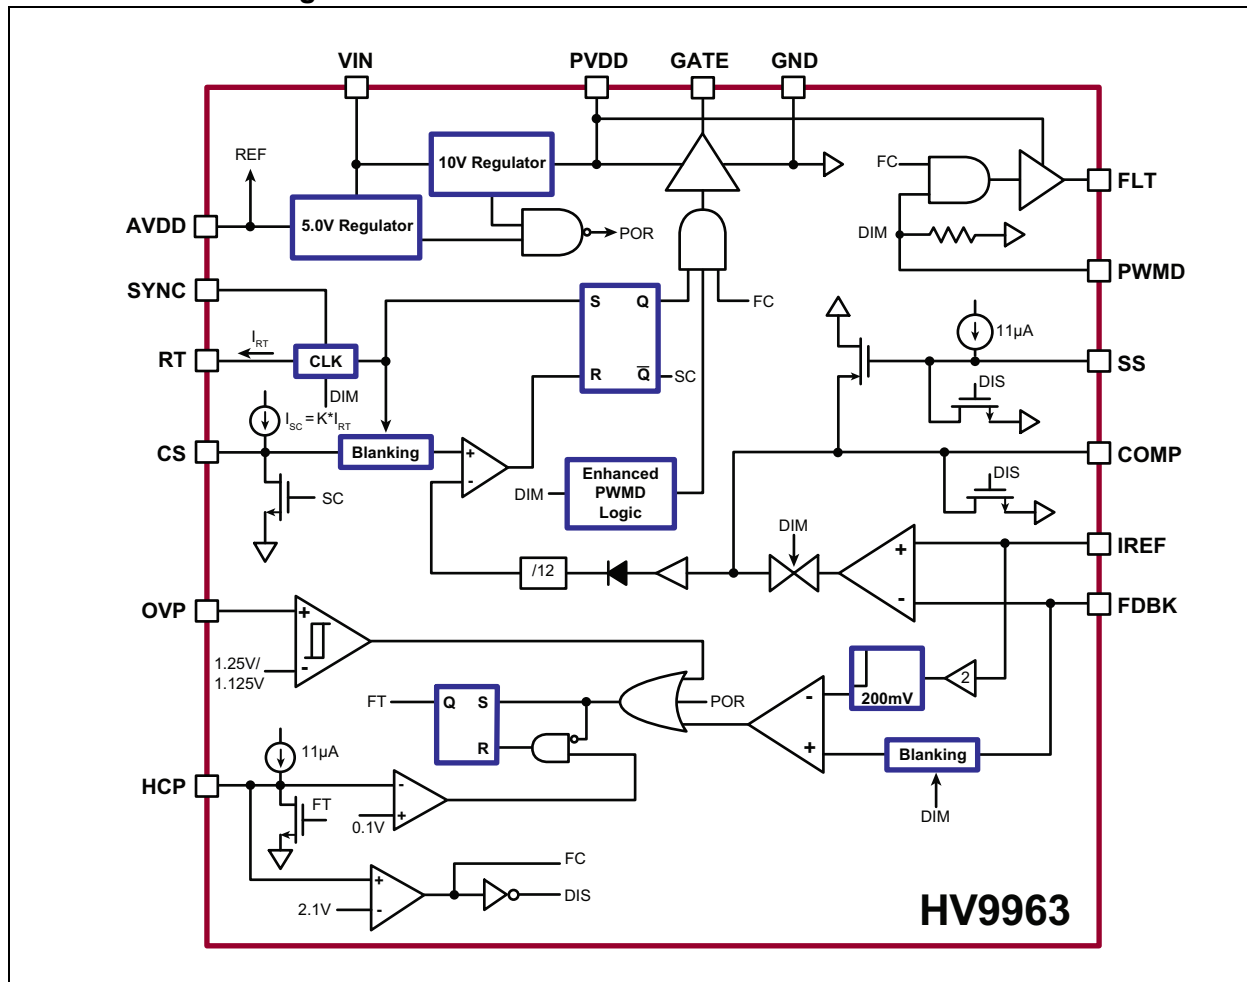 VIN
PVDD
GATE
GND
REF
10V Regulator
FC
FLT
AVDD
5.0V Regulator
POR
DIM
PWMD
SYNC
S
Q
FC
I_RT
11µA
RT
CLK
SS
R
Q̅
SC
DIM
DIS
I_SC = K*I_RT
CS
Blanking
+
-
COMP
Enhanced
PWMD
Logic
DIM
DIS
SC
DIM
IREF
+
-
/12
OVP
+
-
FDBK
1.25V/
1.125V
2
200mV
FT
Q
S
R
POR
-
+
Blanking
11µA
HCP
FT
-
+
0.1V
DIM
FC
+
-
2.1V
DIS
HV9963